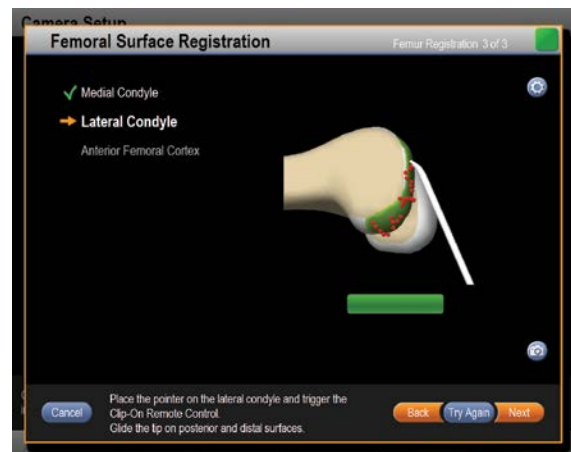 Camera Setup
Femoral Surface Registration
Femur Registration 3 of 3
Medial Condyle
Lateral Condyle
Anterior Femoral Cortex
Place the pointer on the lateral condyle and trigger the
Clip-On Remote Control.
Glide the tip on posterior and distal surfaces.
Cancel
Back
Try Again
Next